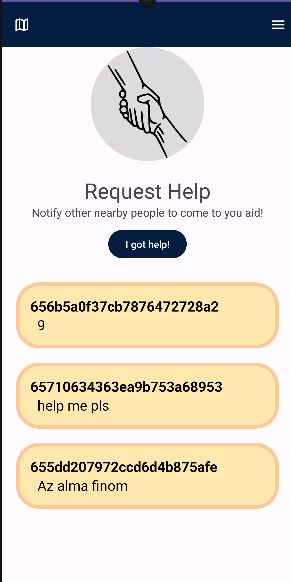 Request Help
Notify other nearby people to come to you aid!
I got help!
656b5a0f37cb7876472728a2
9
65710634363ea9b753a68953
help me pls
655dd207972ccd6d4b875afe
Az alma finom